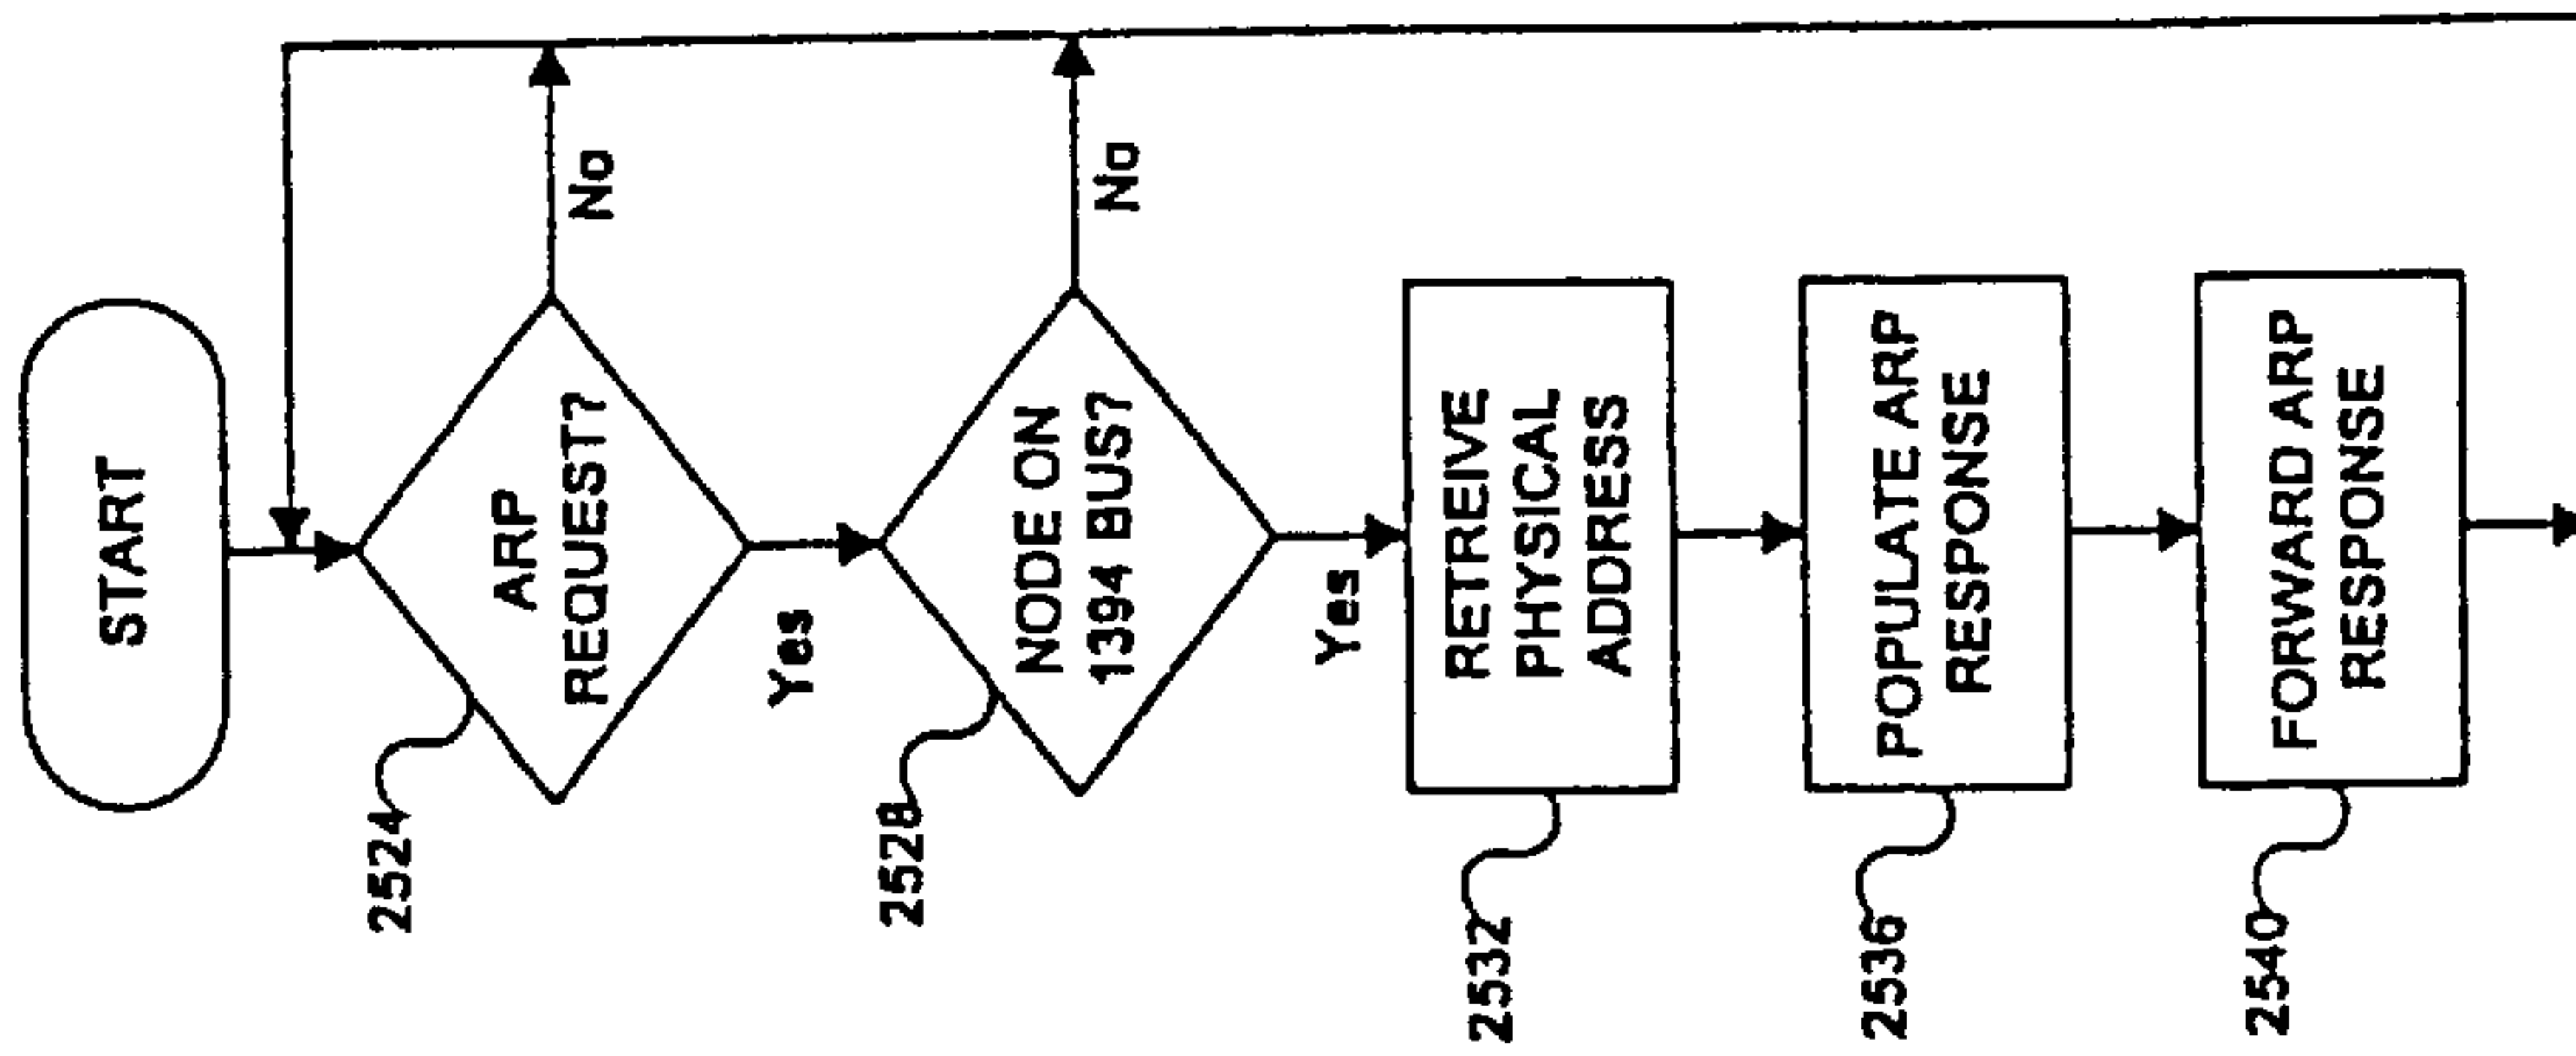 START
2524
ARP
REQUEST?
No
Yes
2528
NODE ON
1394 BUS?
No
Yes
2532
RETREIVE
PHYSICAL
ADDRESS
2536
POPULATE ARP
RESPONSE
2540
FORWARD ARP
RESPONSE